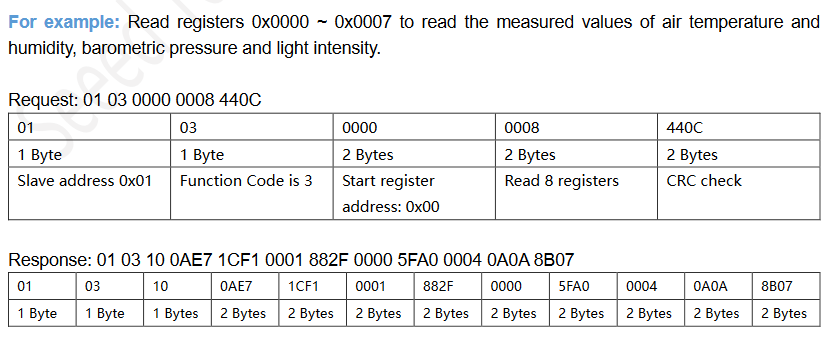 For example: Read registers 0x0000 ~ 0x0007 to read the measured values of air temperature and
humidity, barometric pressure and light intensity.
Request: 01 03 0000 0008 440C
01 03 0000 0008 440C
1 Byte 1 Byte 2 Bytes 2 Bytes 2 Bytes
Slave address 0x01 Function Code is 3 Start register Read 8 registers CRC check
address: 0x00
Response: 01 03 10 0AE7 1CF1 0001 882F 0000 5FA0 0004 0A0A 8B07
01 03 10 0AE7 1CF1 0001 882F 0000 5FA0 0004 0A0A 8B07
1 Byte 1 Byte 1 Bytes 2 Bytes 2 Bytes 2 Bytes 2 Bytes 2 Bytes 2 Bytes 2 Bytes 2 Bytes 2 Bytes